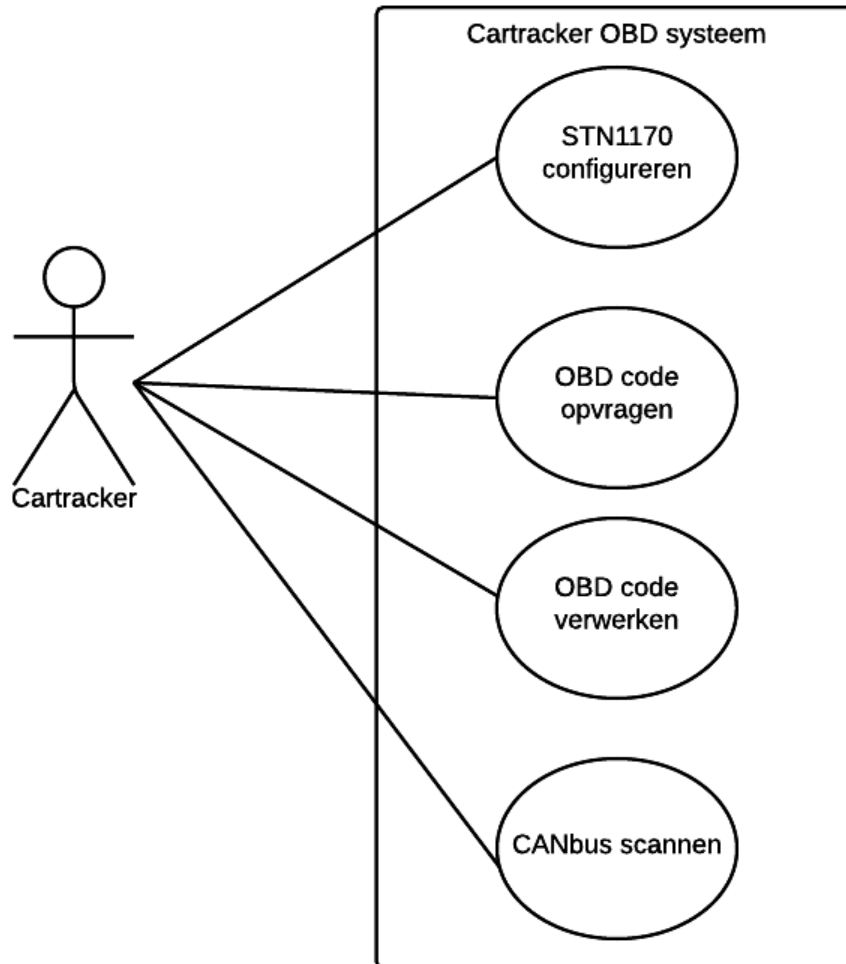 Cartracker OBD systeem
STN1170
configureren
OBD code
opvragen
Cartracker
OBD code
verwerken
CANbus scannen